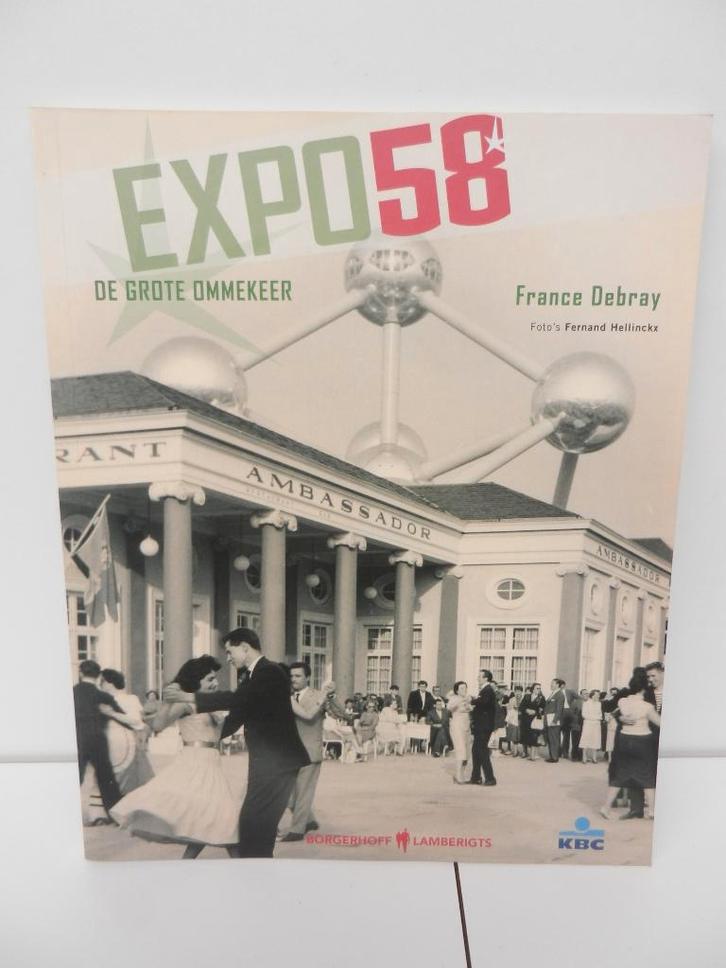 EXPO58
DE GROTE OMMEKEER
France Debray
Foto's Fernand Hellinckx
RANT
AMBASSADOR
AMBASSADOR
BORGERHOFF LAMBERIGTS
KBC